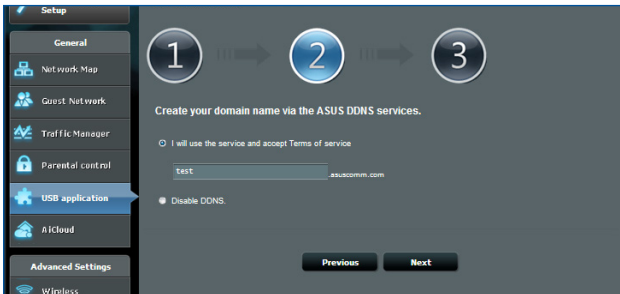 Setup
General
Network Map
Guest Network
Traffic Manager
Parental control
USB application
AiCloud
Advanced Settings
Wireless
1
2
3
Create your domain name via the ASUS DDNS services.
I will use the service and accept Terms of service
test .asuscomm.com
Disable DDNS.
Previous Next